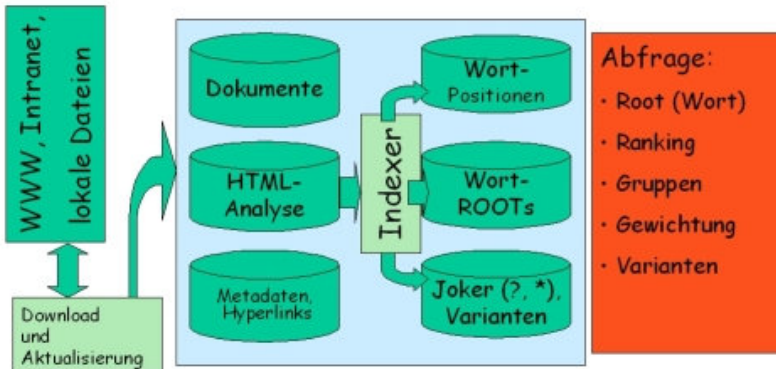 WWW, Intranet,
lokale Dateien
Download
und
Aktualisierung
Dokumente
HTML-
Analyse
Metadaten,
Hyperlinks
Indexer
Wort-
Positionen
Wort-
ROOTs
Joker (?, *),
Varianten
Abfrage:
• Root (Wort)
• Ranking
• Gruppen
• Gewichtung
• Varianten